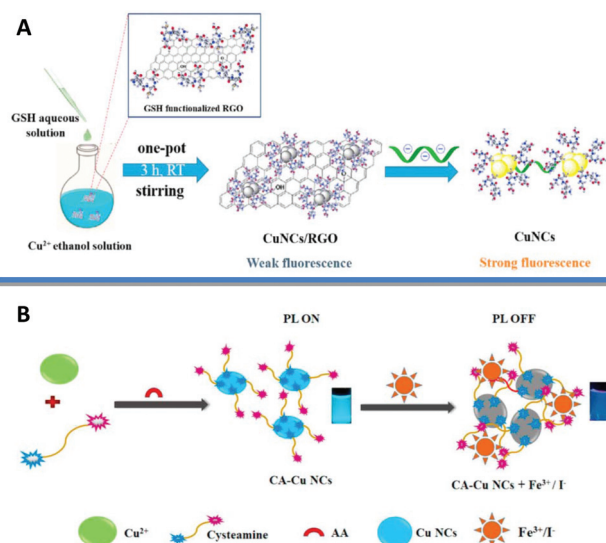 A
GSH aqueous
solution
Cu²⁺ ethanol solution
GSH functionalized RGO
OH
one-pot
3 h, RT
stirring
OH
CuNCs/RGO
Weak fluorescence
CuNCs
Strong fluorescence
B
PL ON
PL OFF
CA-Cu NCs
CA-Cu NCs + Fe³⁺/ I⁻
Cu²⁺
Cysteamine
AA
Cu NCs
Fe³⁺/I⁻